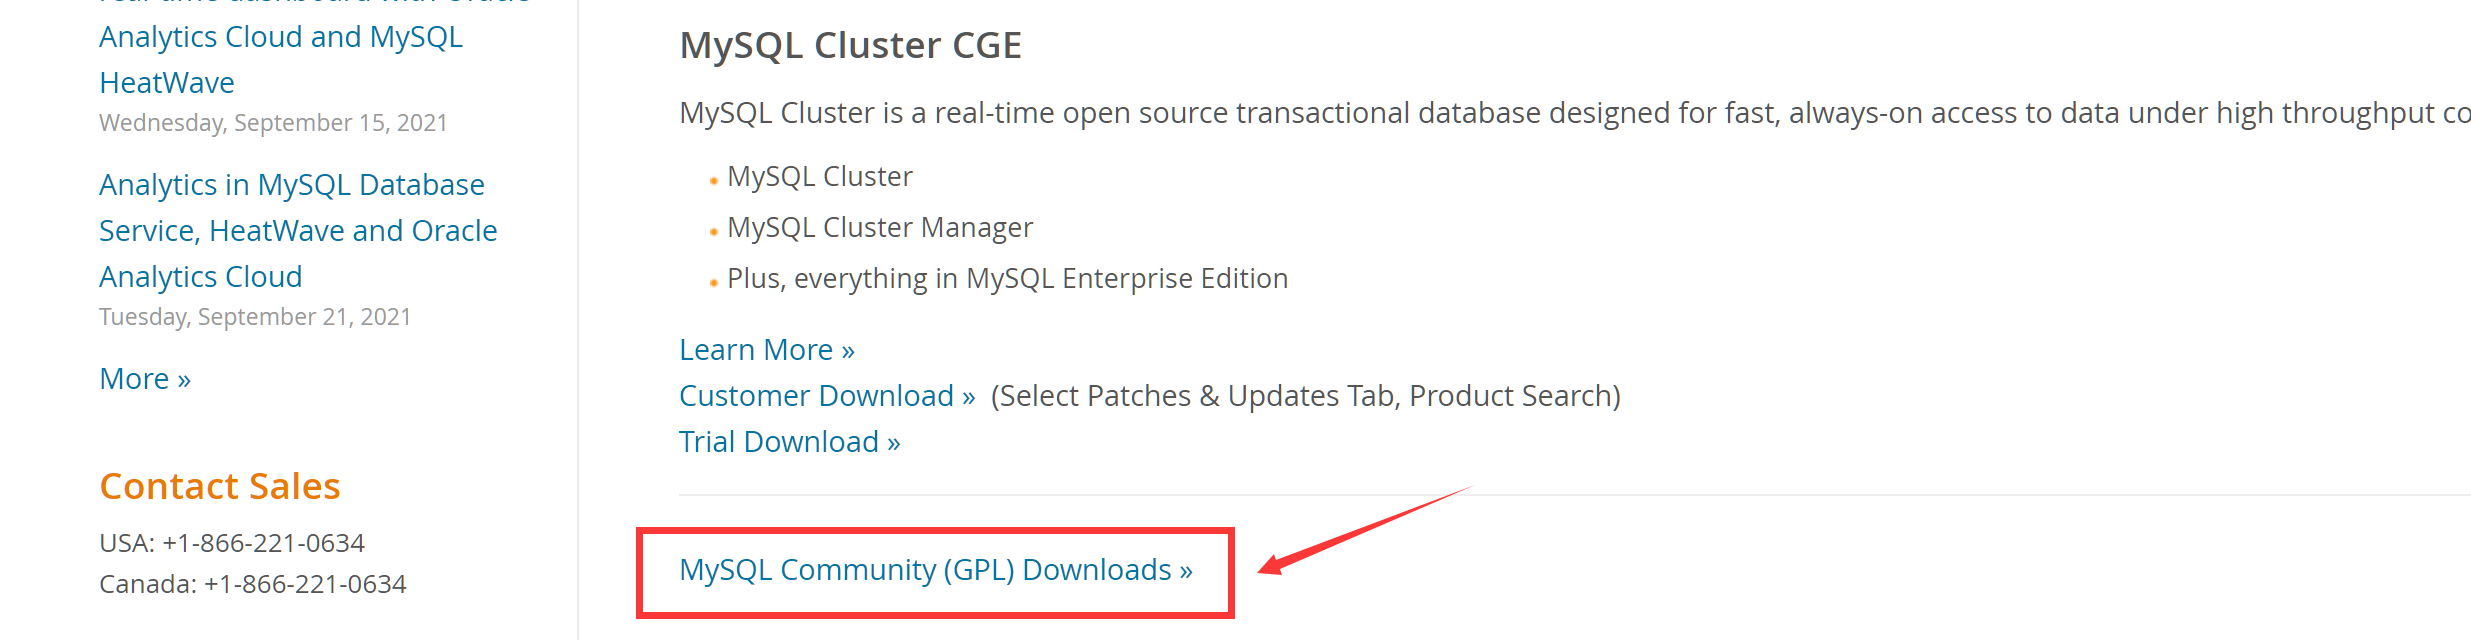 Analytics Cloud and MySQL
HeatWave
Wednesday, September 15, 2021
Analytics in MySQL Database
Service, HeatWave and Oracle
Analytics Cloud
Tuesday, September 21, 2021
More »
Contact Sales
USA: +1-866-221-0634
Canada: +1-866-221-0634
MySQL Cluster CGE
MySQL Cluster is a real-time open source transactional database designed for fast, always-on access to data under high throughput co
MySQL Cluster
MySQL Cluster Manager
Plus, everything in MySQL Enterprise Edition
Learn More »
Customer Download » (Select Patches & Updates Tab, Product Search)
Trial Download »
MySQL Community (GPL) Downloads »